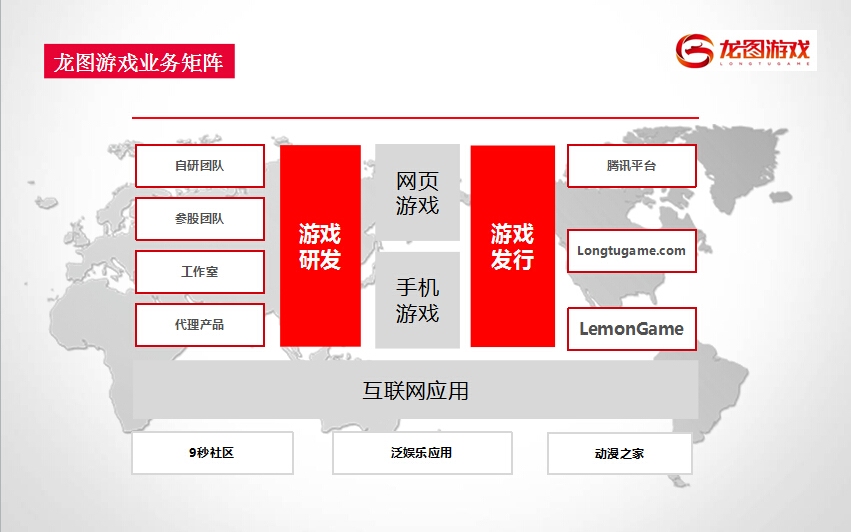 龙图游戏业务矩阵
龙图游戏
LONGTUGAME
自研团队
参股团队
工作室
代理产品
游戏
研发
网页
游戏
手机
游戏
游戏
发行
腾讯平台
Longtugame.com
LemonGame
互联网应用
9秒社区
泛娱乐应用
动漫之家